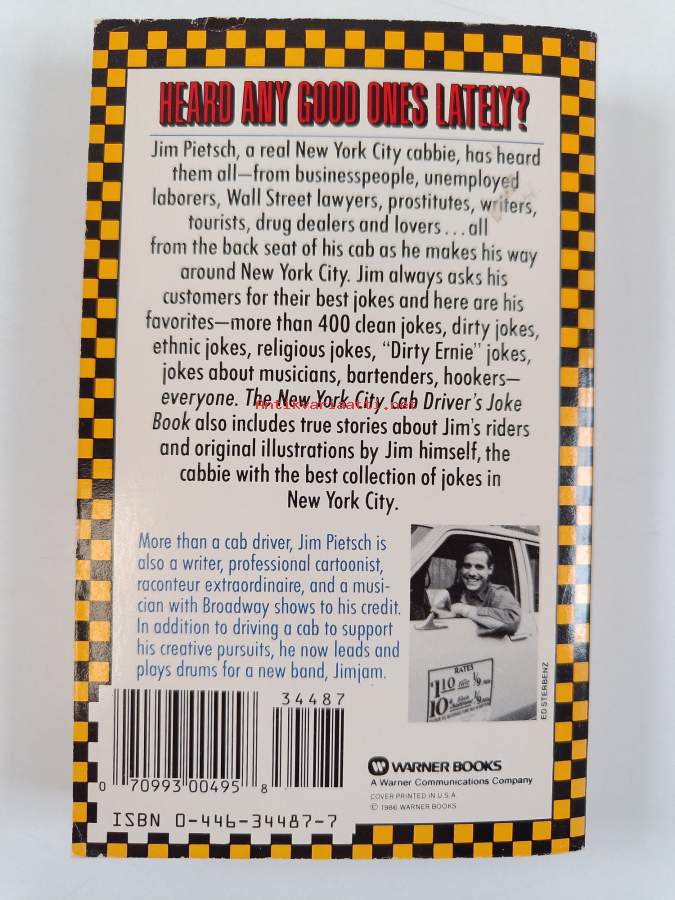 HEARD ANY GOOD ONES LATELY?
Jim Pietsch, a real New York City cabbie, has heard
them all—from businesspeople, unemployed
laborers, Wall Street lawyers, prostitutes, writers,
tourists, drug dealers and lovers...all
from the back seat of his cab as he makes his way
around New York City. Jim always asks his
customers for their best jokes and here are his
favorites—more than 400 clean jokes, dirty jokes,
ethnic jokes, religious jokes, "Dirty Ernie" jokes,
jokes about musicians, bartenders, hookers—
everyone. The New York City Cab Driver's Joke
Book also includes true stories about Jim's riders
and original illustrations by Jim himself, the
cabbie with the best collection of jokes in
New York City.
Antikvariaatti.net
More than a cab driver, Jim Pietsch is
also a writer, professional cartoonist,
raconteur extraordinaire, and a musi-
cian with Broadway shows to his credit.
In addition to driving a cab to support
his creative pursuits, he now leads and
plays drums for a new band, Jimjam.
RATES
$1.10 1/9
10¢ 1/9
ED STERBENZ
34487
0 70993 00495 8
ISBN 0-446-34487-7
W WARNER BOOKS
A Warner Communications Company
COVER PRINTED IN U.S.A.
© 1986 WARNER BOOKS